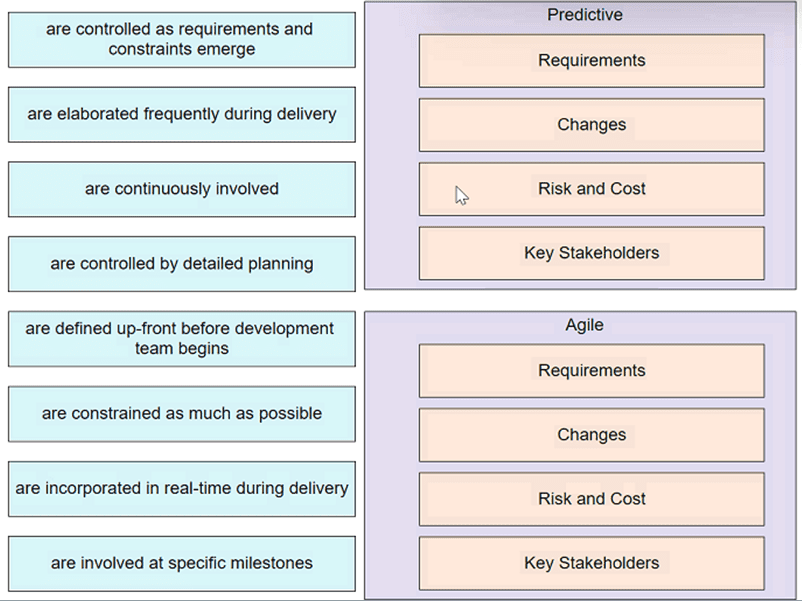 are controlled as requirements and
constraints emerge
are elaborated frequently during delivery
are continuously involved
are controlled by detailed planning
are defined up-front before development
team begins
are constrained as much as possible
are incorporated in real-time during delivery
are involved at specific milestones
Predictive
Requirements
Changes
Risk and Cost
Key Stakeholders
Agile
Requirements
Changes
Risk and Cost
Key Stakeholders